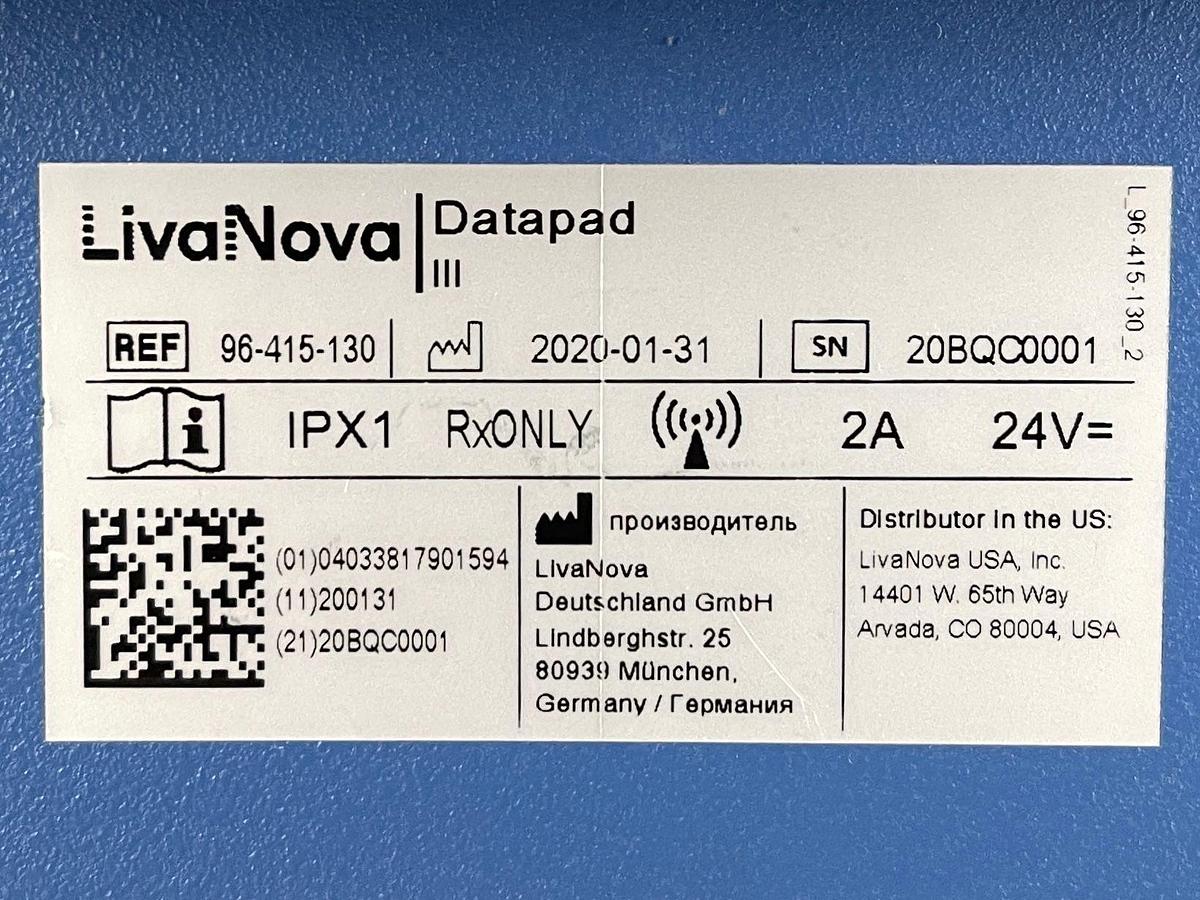 LivaNova Datapad
III
REF 96-415-130 2020-01-31 SN 20BQC0001
IPX1 RxONLY 2A 24V=
(01)04033817901594
(11)200131
(21)20BQC0001
производитель
LivaNova
Deutschland GmbH
Lindberghstr. 25
80939 München,
Germany / Германия
Distributor in the US:
LivaNova USA, Inc.
14401 W. 65th Way
Arvada, CO 80004, USA
L_96-415-130_2